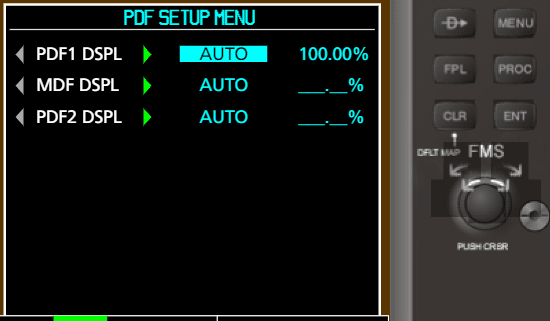 PDF SETUP MENU
PDF1 DSPL AUTO 100.00%
MDF DSPL AUTO ___.__%
PDF2 DSPL AUTO ___.__%
D MENU
FPL PROC
CLR ENT
DFLT MAP FMS
PUSH CRSR